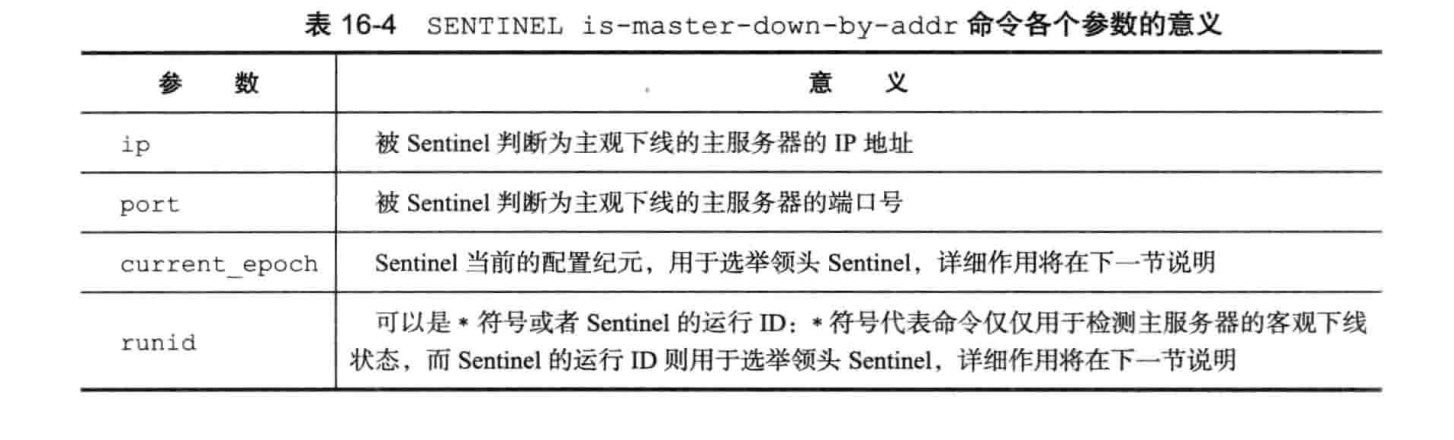 表 16-4 SENTINEL is-master-down-by-addr 命令各个参数的意义
参 数 意 义
ip 被 Sentinel 判断为主观下线的主服务器的 IP 地址
port 被 Sentinel 判断为主观下线的主服务器的端口号
current_epoch Sentinel 当前的配置纪元，用于选举领头 Sentinel，详细作用将在下一节说明
runid 可以是 * 符号或者 Sentinel 的运行 ID：* 符号代表命令仅仅用于检测主服务器的客观下线
状态，而 Sentinel 的运行 ID 则用于选举领头 Sentinel，详细作用将在下一节说明